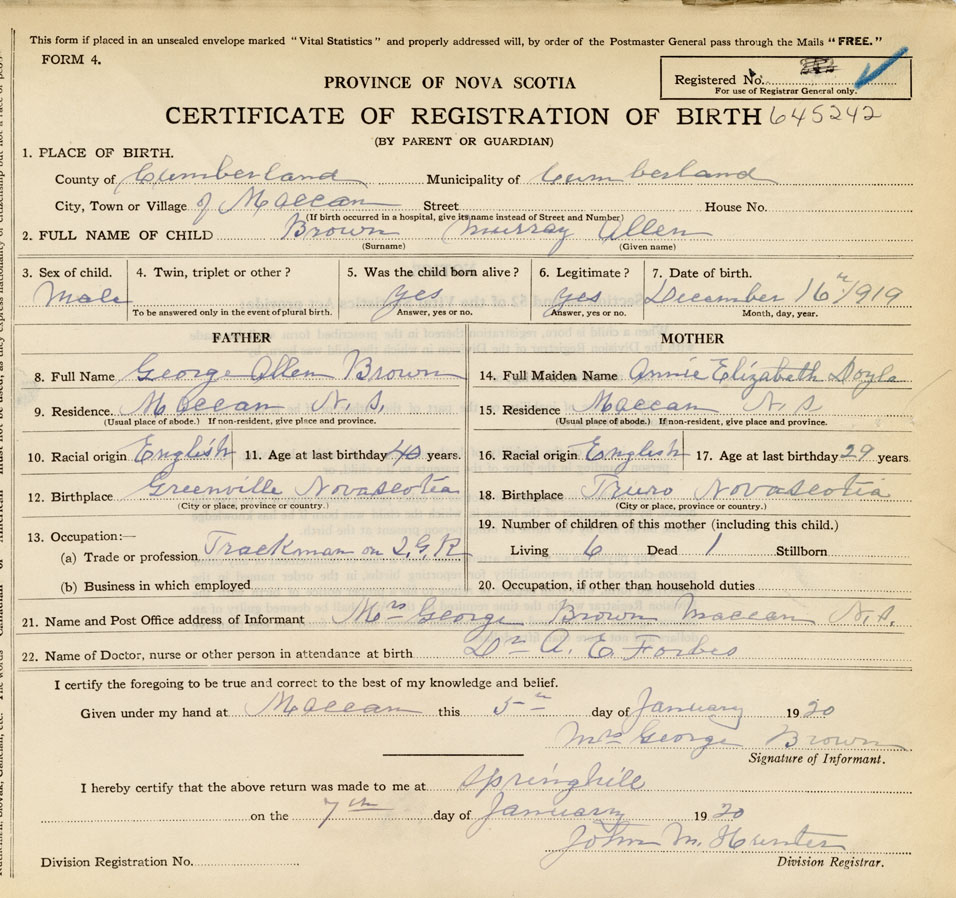 This form if placed in an unsealed envelope marked "Vital Statistics" and properly addressed will, by order of the Postmaster General pass through the Mails "FREE."
FORM 4.
Registered No.
For use of Registrar General only.
PROVINCE OF NOVA SCOTIA
CERTIFICATE OF REGISTRATION OF BIRTH 645242
(BY PARENT OR GUARDIAN)
1. PLACE OF BIRTH.
County of Cumberland Municipality of Cumberland
City, Town or Village of Maccan Street House No.
(If birth occurred in a hospital, give its name instead of Street and Number)
2. FULL NAME OF CHILD Brown Murray Allen
(Surname) (Given name)
3. Sex of child. 4. Twin, triplet or other? 5. Was the child born alive? 6. Legitimate? 7. Date of birth.
Male yes yes December 16th 1919
To be answered only in the event of plural birth. Answer, yes or no. Answer, yes or no. Month, day, year.
FATHER MOTHER
8. Full Name George Allen Brown 14. Full Maiden Name Annie Elizabeth Doyle
9. Residence. Maccan N.S. 15. Residence Maccan N.S
(Usual place of abode.) If non-resident, give place and province. (Usual place of abode.) If non-resident, give place and province.
10. Racial origin English 11. Age at last birthday years. 16. Racial origin English 17. Age at last birthday 29 years.
12. Birthplace Greenville Novascotia 18. Birthplace Truro Novascotia
(City or place, province or country.) (City or place, province or country.)
13. Occupation:— 19. Number of children of this mother (including this child.)
(a) Trade or profession Trackman on I.G.R Living 6 Dead 1 Stillborn
(b) Business in which employed 20. Occupation, if other than household duties
21. Name and Post Office address of Informant Mrs George Brown Maccan N.S.
22. Name of Doctor, nurse or other person in attendance at birth Dr A. E Forbes
I certify the foregoing to be true and correct to the best of my knowledge and belief.
Given under my hand at Maccan this 5th day of January 1920
Mrs George Brown
Signature of Informant.
I hereby certify that the above return was made to me at Springhill
on the 7th day of January 1920
John M. Hunter
Division Registration No. Division Registrar.